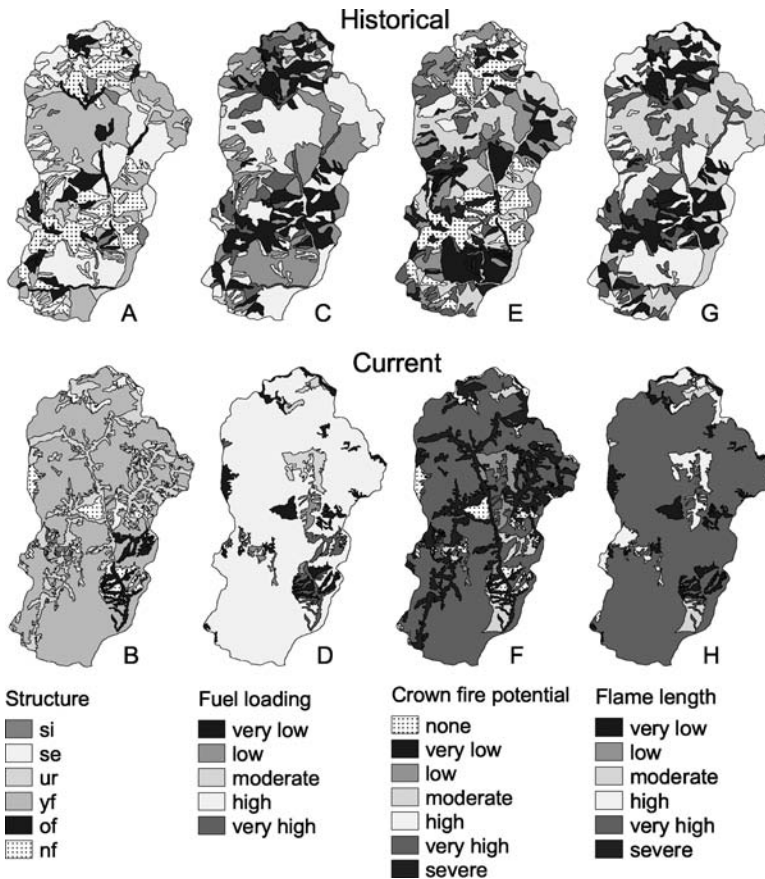 Historical
A
C
E
G
Current
B
D
F
H
Structure
si
se
ur
yf
of
nf
Fuel loading
very low
low
moderate
high
very high
Crown fire potential
none
very low
low
moderate
high
very high
severe
Flame length
very low
low
moderate
high
very high
severe